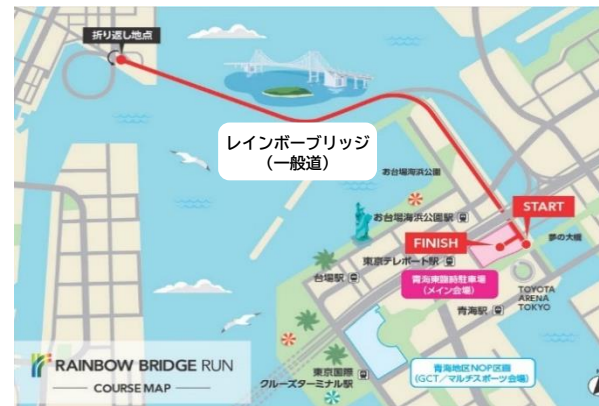 折り返し地点
レインボーブリッジ
(一般道)
お台場海浜公園
お台場海浜公園駅
START
FINISH
夢の大橋
東京テレポート駅
台場駅
青海東臨時駐車場
(メイン会場)
TOYOTA
ARENA
TOKYO
青海駅
RAINBOW BRIDGE RUN
COURSE MAP
東京国際
クルーズターミナル駅
青海地区NOP区画
(GCT/マルチスポーツ会場)